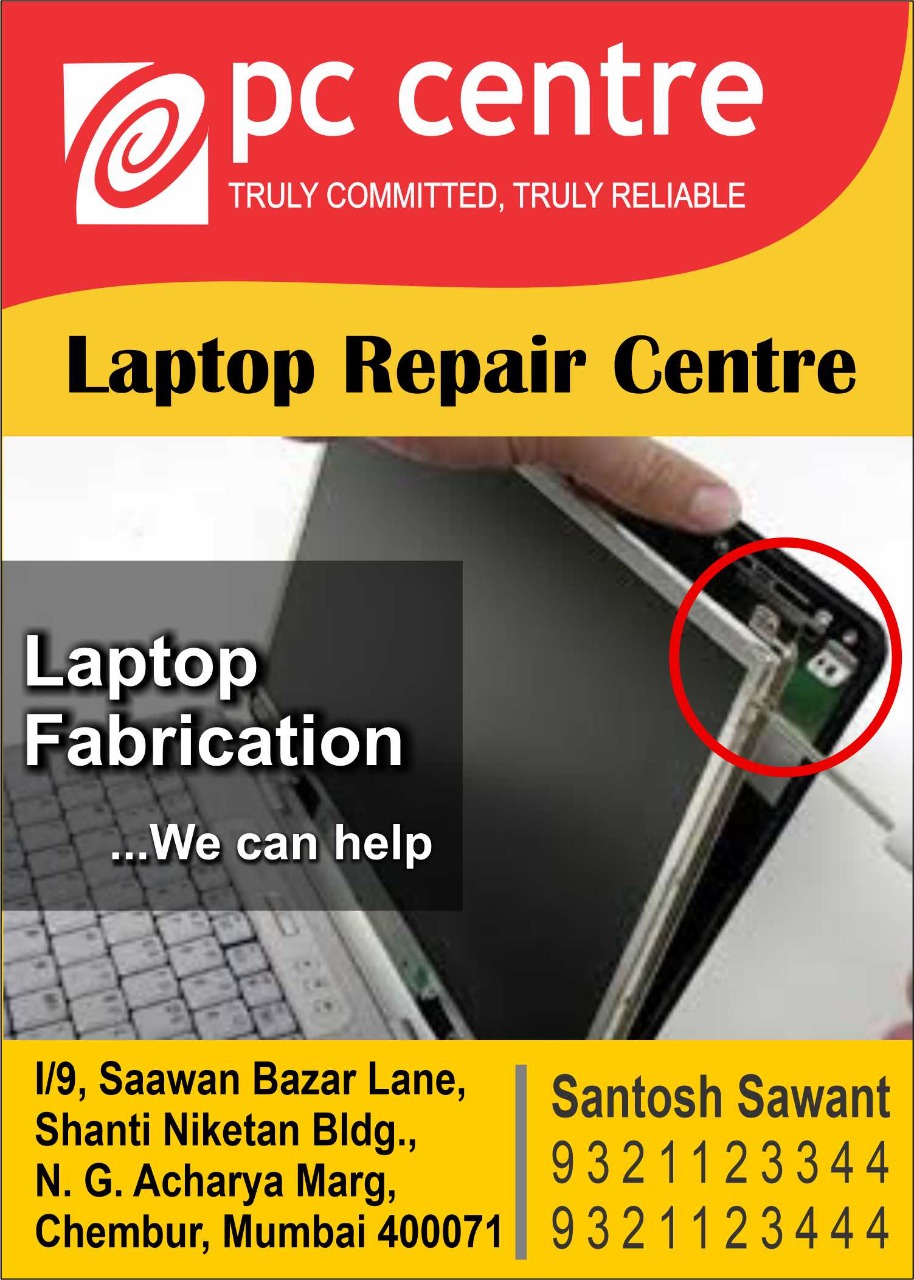 pc centre
TRULY COMMITTED, TRULY RELIABLE
Laptop Repair Centre
Laptop
Fabrication
...We can help
I/9, Saawan Bazar Lane,
Shanti Niketan Bldg.,
N. G. Acharya Marg,
Chembur, Mumbai 400071
Santosh Sawant
9321123344
9321123444